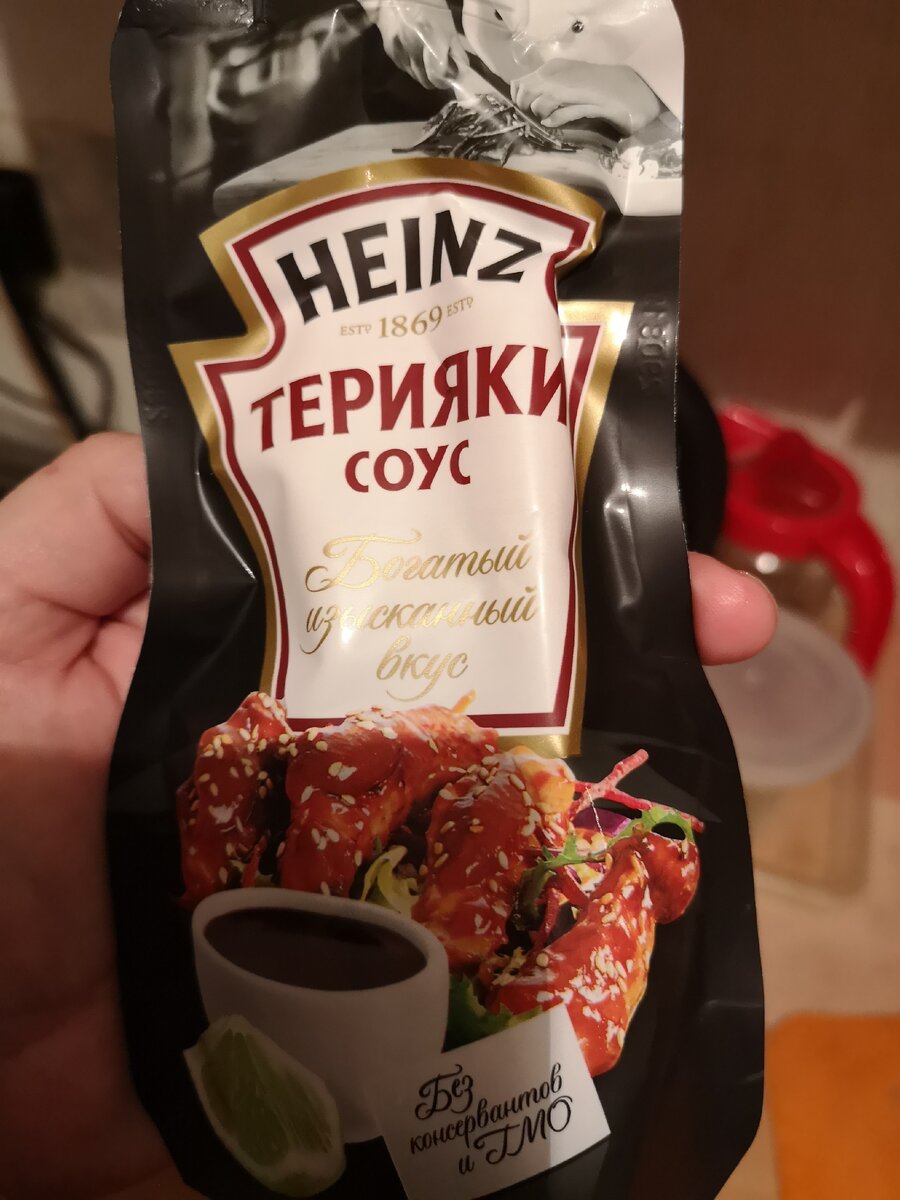 HEINZ
ESTD 1869 ESTD
ТЕРИЯКИ
СОУС
Богатый
изысканный
вкус
Без
консервантов
и ГМО